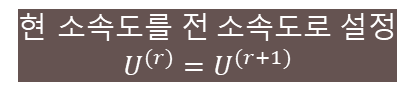 현 소속도를 전 소속도로 설정
𝑈^(𝑟) = 𝑈^(𝑟+1)